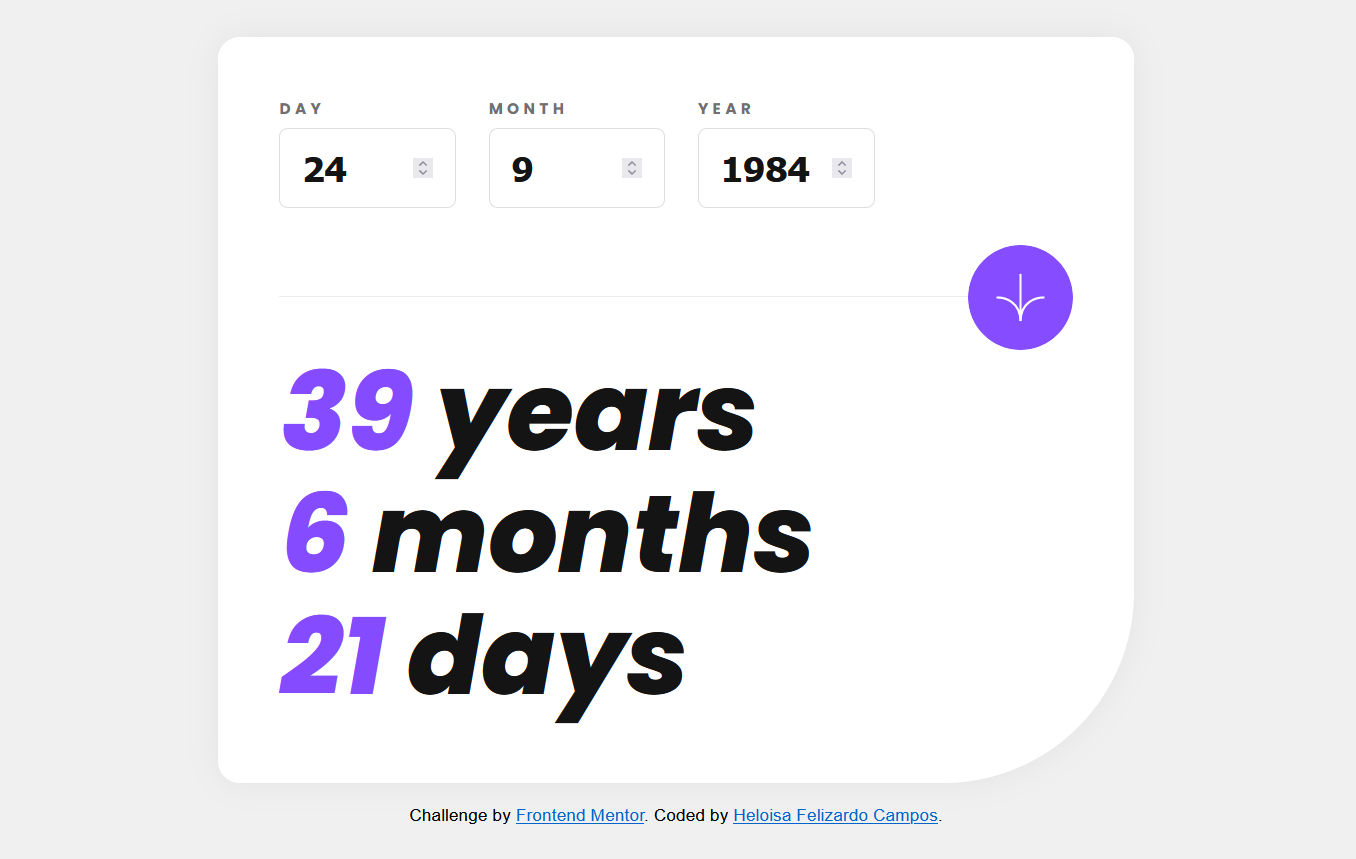 DAY MONTH YEAR
24 9 1984
39 years
6 months
21 days
Challenge by Frontend Mentor. Coded by Heloisa Felizardo Campos.